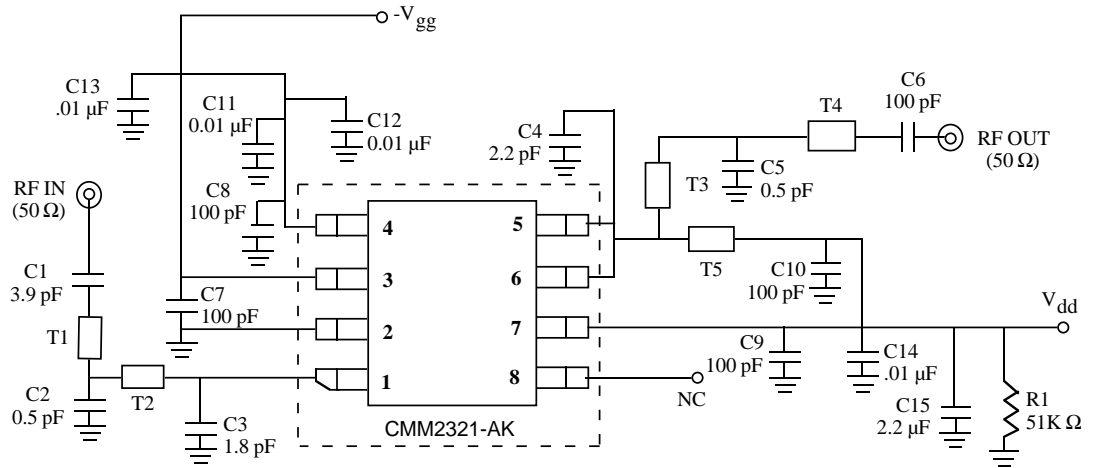 -Vgg
C13
.01 µF
C11
0.01 µF
C12
0.01 µF
C4
2.2 pF
C6
100 pF
T4
RF OUT
(50 Ω)
C5
0.5 pF
T3
RF IN
(50 Ω)
C8
100 pF
4
5
T5
C1
3.9 pF
3
6
C10
100 pF
C7
100 pF
T1
2
7
Vdd
C9
100 pF
C14
.01 µF
1
8
NC
C2
0.5 pF
T2
C3
1.8 pF
CMM2321-AK
C15
2.2 µF
R1
51K Ω